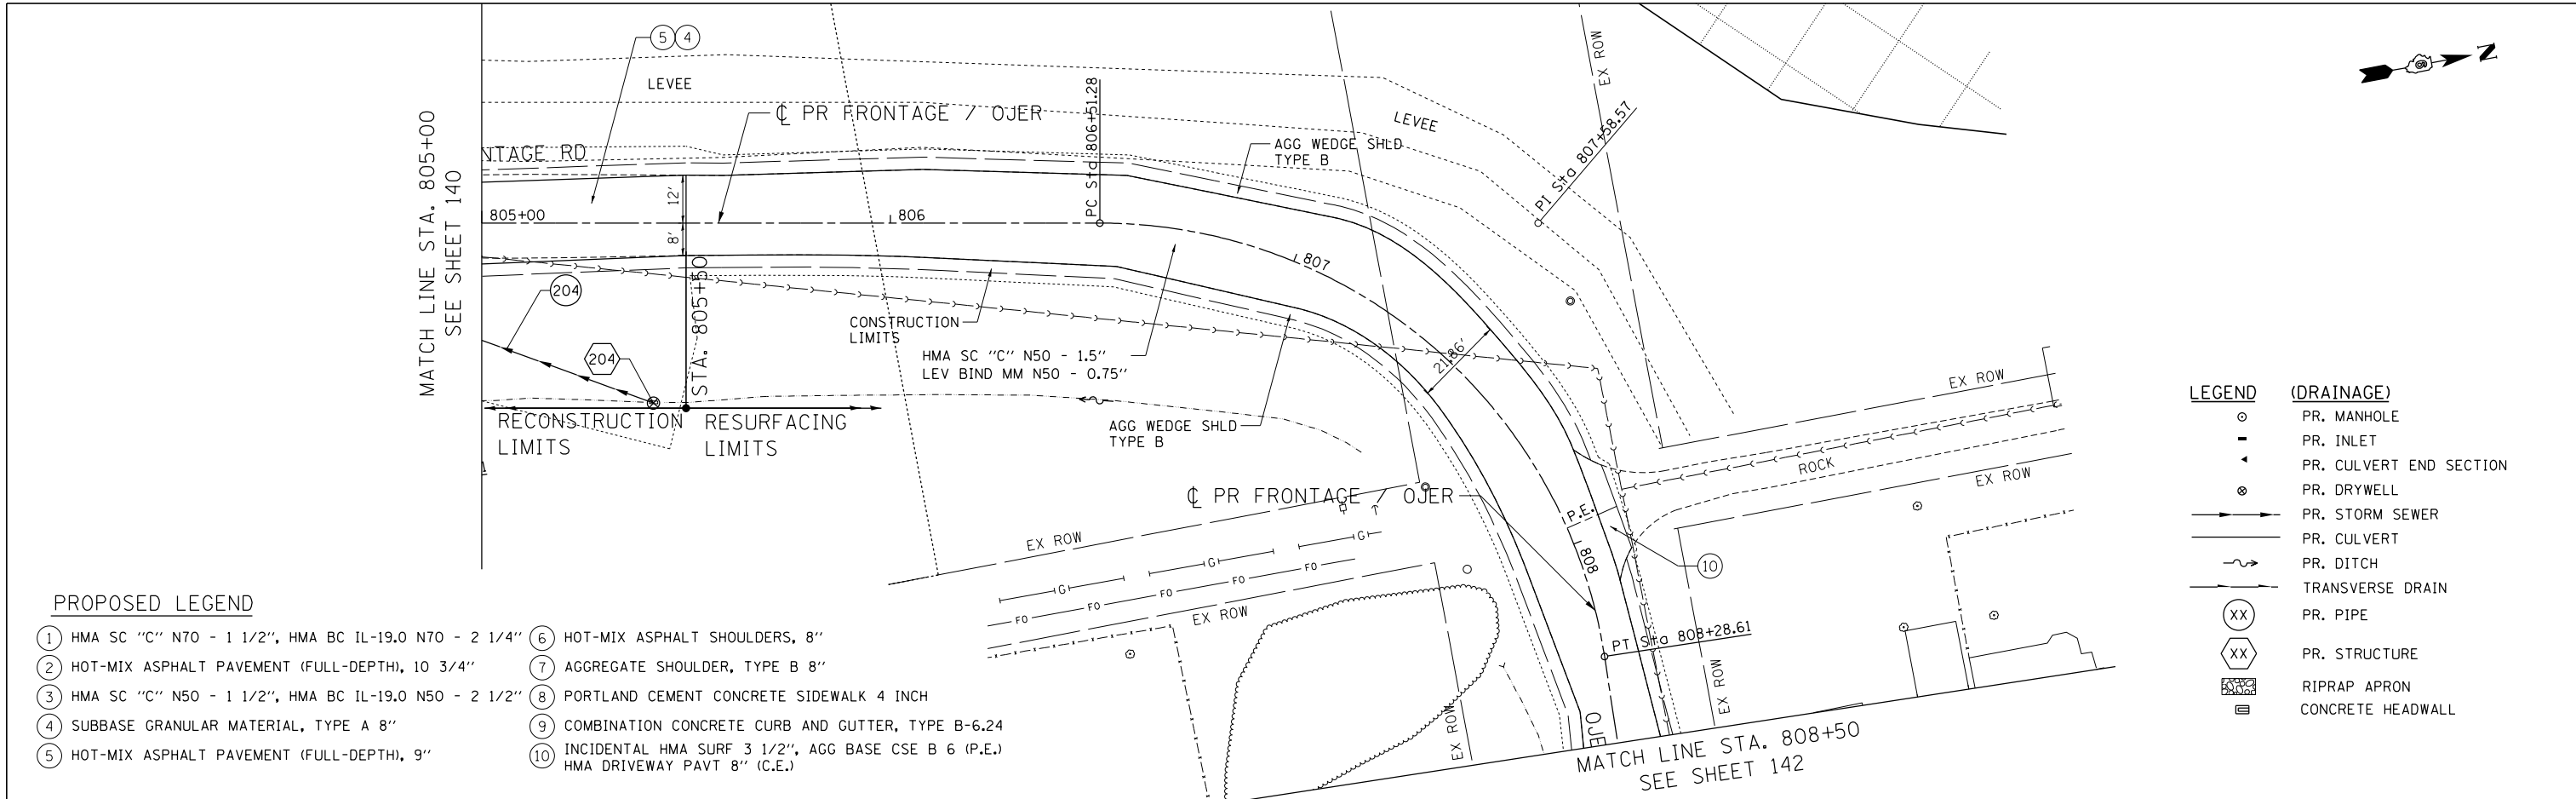 5 4
LEVEE
℄ PR FRONTAGE / OJER
NTAGE RD
MATCH LINE STA. 805+00
SEE SHEET 140
805+00
12'
8'
806
PC Sta 806+51.28
AGG WEDGE SHLD
TYPE B
LEVEE
EX ROW
PI Sta 807+58.57
N
807
204
204
STA. 805+50
CONSTRUCTION
LIMITS
HMA SC "C" N50 - 1.5"
LEV BIND MM N50 - 0.75"
21.86'
RECONSTRUCTION
LIMITS
RESURFACING
LIMITS
AGG WEDGE SHLD
TYPE B
EX ROW
ROCK
EX ROW
℄ PR FRONTAGE / OJER
P.E.
808
10
EX ROW
G
G
G
FO
FO
FO
FO
FO
EX ROW
PT Sta 808+28.61
EX ROW
EX ROW
OJE
MATCH LINE STA. 808+50
SEE SHEET 142
PROPOSED LEGEND
1 HMA SC "C" N70 - 1 1/2", HMA BC IL-19.0 N70 - 2 1/4"
2 HOT-MIX ASPHALT PAVEMENT (FULL-DEPTH), 10 3/4"
3 HMA SC "C" N50 - 1 1/2", HMA BC IL-19.0 N50 - 2 1/2"
4 SUBBASE GRANULAR MATERIAL, TYPE A 8"
5 HOT-MIX ASPHALT PAVEMENT (FULL-DEPTH), 9"
6 HOT-MIX ASPHALT SHOULDERS, 8"
7 AGGREGATE SHOULDER, TYPE B 8"
8 PORTLAND CEMENT CONCRETE SIDEWALK 4 INCH
9 COMBINATION CONCRETE CURB AND GUTTER, TYPE B-6.24
10 INCIDENTAL HMA SURF 3 1/2", AGG BASE CSE B 6 (P.E.)
HMA DRIVEWAY PAVT 8" (C.E.)
LEGEND (DRAINAGE)
PR. MANHOLE
PR. INLET
PR. CULVERT END SECTION
PR. DRYWELL
PR. STORM SEWER
PR. CULVERT
PR. DITCH
TRANSVERSE DRAIN
XX PR. PIPE
XX PR. STRUCTURE
RIPRAP APRON
CONCRETE HEADWALL